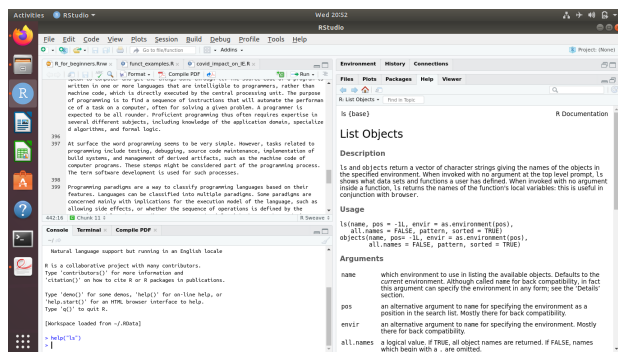 Activities
RStudio
Wed 20:52
RStudio
File Edit Code View Plots Session Build Debug Profile Tools Help
Go to file/function
Addins
Project: (None)
R_for_beginners.Rnw
funct_examples.R
covid_impact_on_IE.R
Format
Compile PDF
Run
written in one or more languages that are intelligible to programmers, rather than
machine code, which is directly executed by the central processing unit. The purpose
of programming is to find a sequence of instructions that will automate the performan
ce of a task on a computer, often for solving a given problem. A programmer is
expected to be all rounder. Proficient programming thus often requires expertise in
several different subjects, including knowledge of the application domain, specialize
d algorithms, and formal logic.
396
397 At surface the word programming seems to be very simple. However, tasks related to
programming include testing, debugging, source code maintenance, implementation of
build systems, and management of derived artifacts, such as the machine code of
computer programs. These stemps might be considered part of the programming process.
The term software development is used for such processes.
398
399 Programming paradigms are a way to classify programming languages based on their
features. Languages can be classified into multiple paradigms. Some paradigms are
concerned mainly with implications for the execution model of the language, such as
allowing side effects, or whether the sequence of operations is defined by the
442:16 Chunk 11
R Sweave
Console Terminal Compile PDF
~/
Natural language support but running in an English locale
R is a collaborative project with many contributors.
Type 'contributors()' for more information and
'citation()' on how to cite R or R packages in publications.
Type 'demo()' for some demos, 'help()' for on-line help, or
'help.start()' for an HTML browser interface to help.
Type 'q()' to quit R.
[Workspace loaded from ~/.RData]
> help("ls")
>
Environment History Connections
Files Plots Packages Help Viewer
R: List Objects
Find in Topic
ls {base}
R Documentation
List Objects
Description
ls and objects return a vector of character strings giving the names of the objects in
the specified environment. When invoked with no argument at the top level prompt, ls
shows what data sets and functions a user has defined. When invoked with no argument
inside a function, ls returns the names of the function's local variables: this is useful in
conjunction with browser.
Usage
ls(name, pos = -1L, envir = as.environment(pos),
all.names = FALSE, pattern, sorted = TRUE)
objects(name, pos= -1L, envir = as.environment(pos),
all.names = FALSE, pattern, sorted = TRUE)
Arguments
name which environment to use in listing the available objects. Defaults to the
current environment. Although called name for back compatibility, in fact
this argument can specify the environment in any form; see the 'Details'
section.
pos an alternative argument to name for specifying the environment as a
position in the search list. Mostly there for back compatibility.
envir an alternative argument to name for specifying the environment. Mostly
there for back compatibility.
all.names a logical value. If TRUE, all object names are returned. If FALSE, names
which begin with a . are omitted.